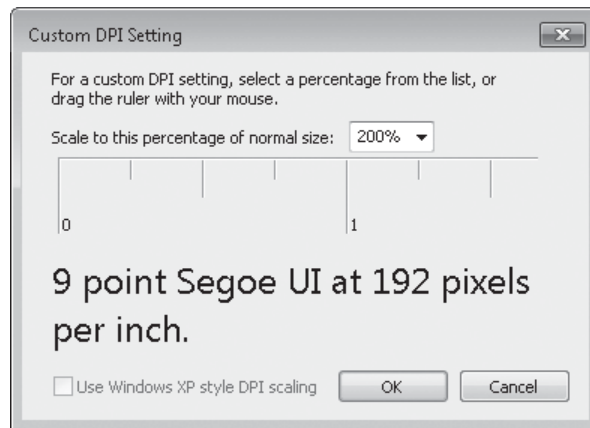 Custom DPI Setting
For a custom DPI setting, select a percentage from the list, or
drag the ruler with your mouse.
Scale to this percentage of normal size: 200%
0 1
9 point Segoe UI at 192 pixels
per inch.
Use Windows XP style DPI scaling OK Cancel